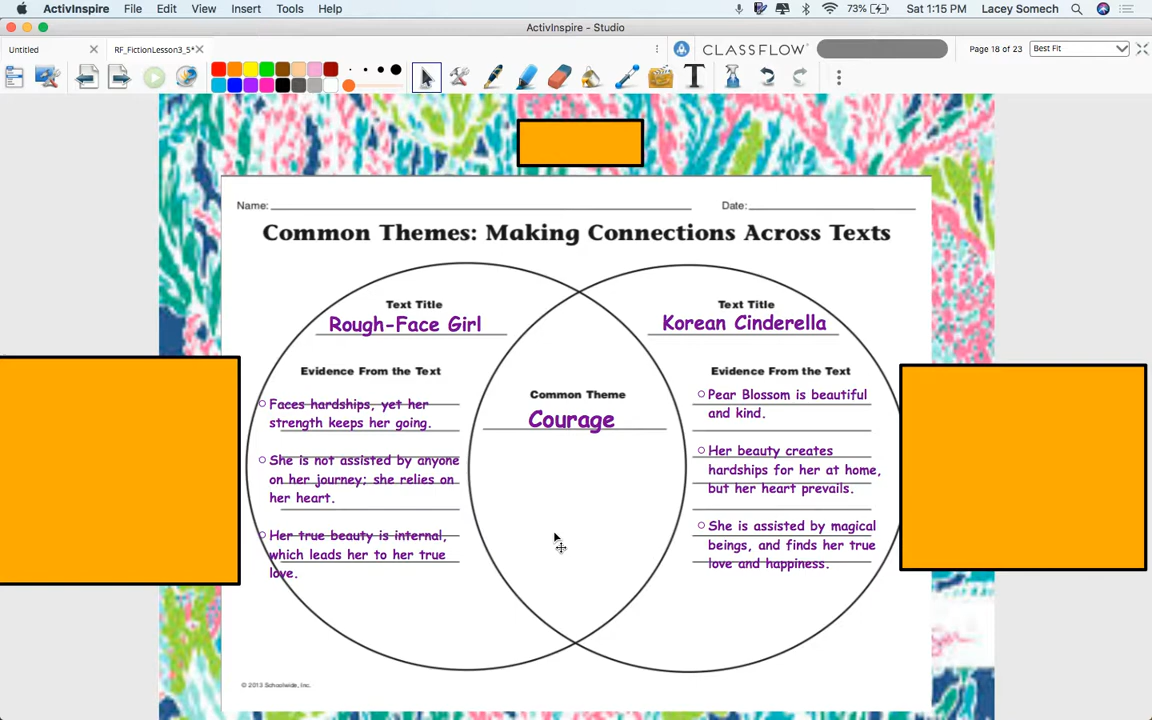 ActivInspire File Edit View Insert Tools Help 73% Sat 1:15 PM Lacey Somech
ActivInspire - Studio
Untitled RF_FictionLesson3_5* CLASSFLOW Page 18 of 23 Best Fit
T
Name: Date:
Common Themes: Making Connections Across Texts
Text Title
Rough-Face Girl
Evidence From the Text
Faces hardships, yet her
strength keeps her going.
She is not assisted by anyone
on her journey; she relies on
her heart.
Her true beauty is internal,
which leads her to her true
love.
Common Theme
Courage
Text Title
Korean Cinderella
Evidence From the Text
Pear Blossom is beautiful
and kind.
Her beauty creates
hardships for her at home,
but her heart prevails.
She is assisted by magical
beings, and finds her true
love and happiness.
© 2013 Schoolwide, Inc.